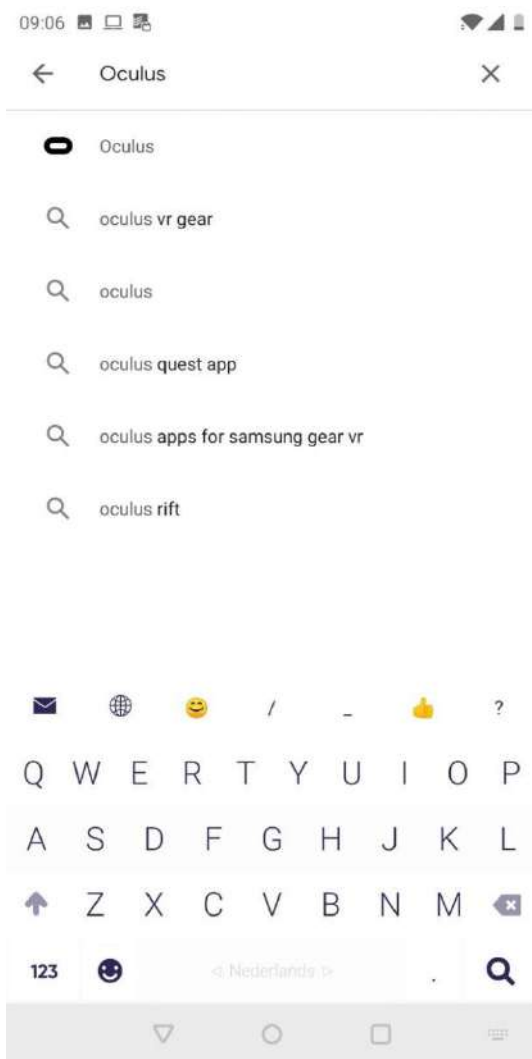 09:06
Oculus
Oculus
oculus vr gear
oculus
oculus quest app
oculus apps for samsung gear vr
oculus rift
/ _ ?
Q W E R T Y U I O P
A S D F G H J K L
Z X C V B N M
123 Nederlands .